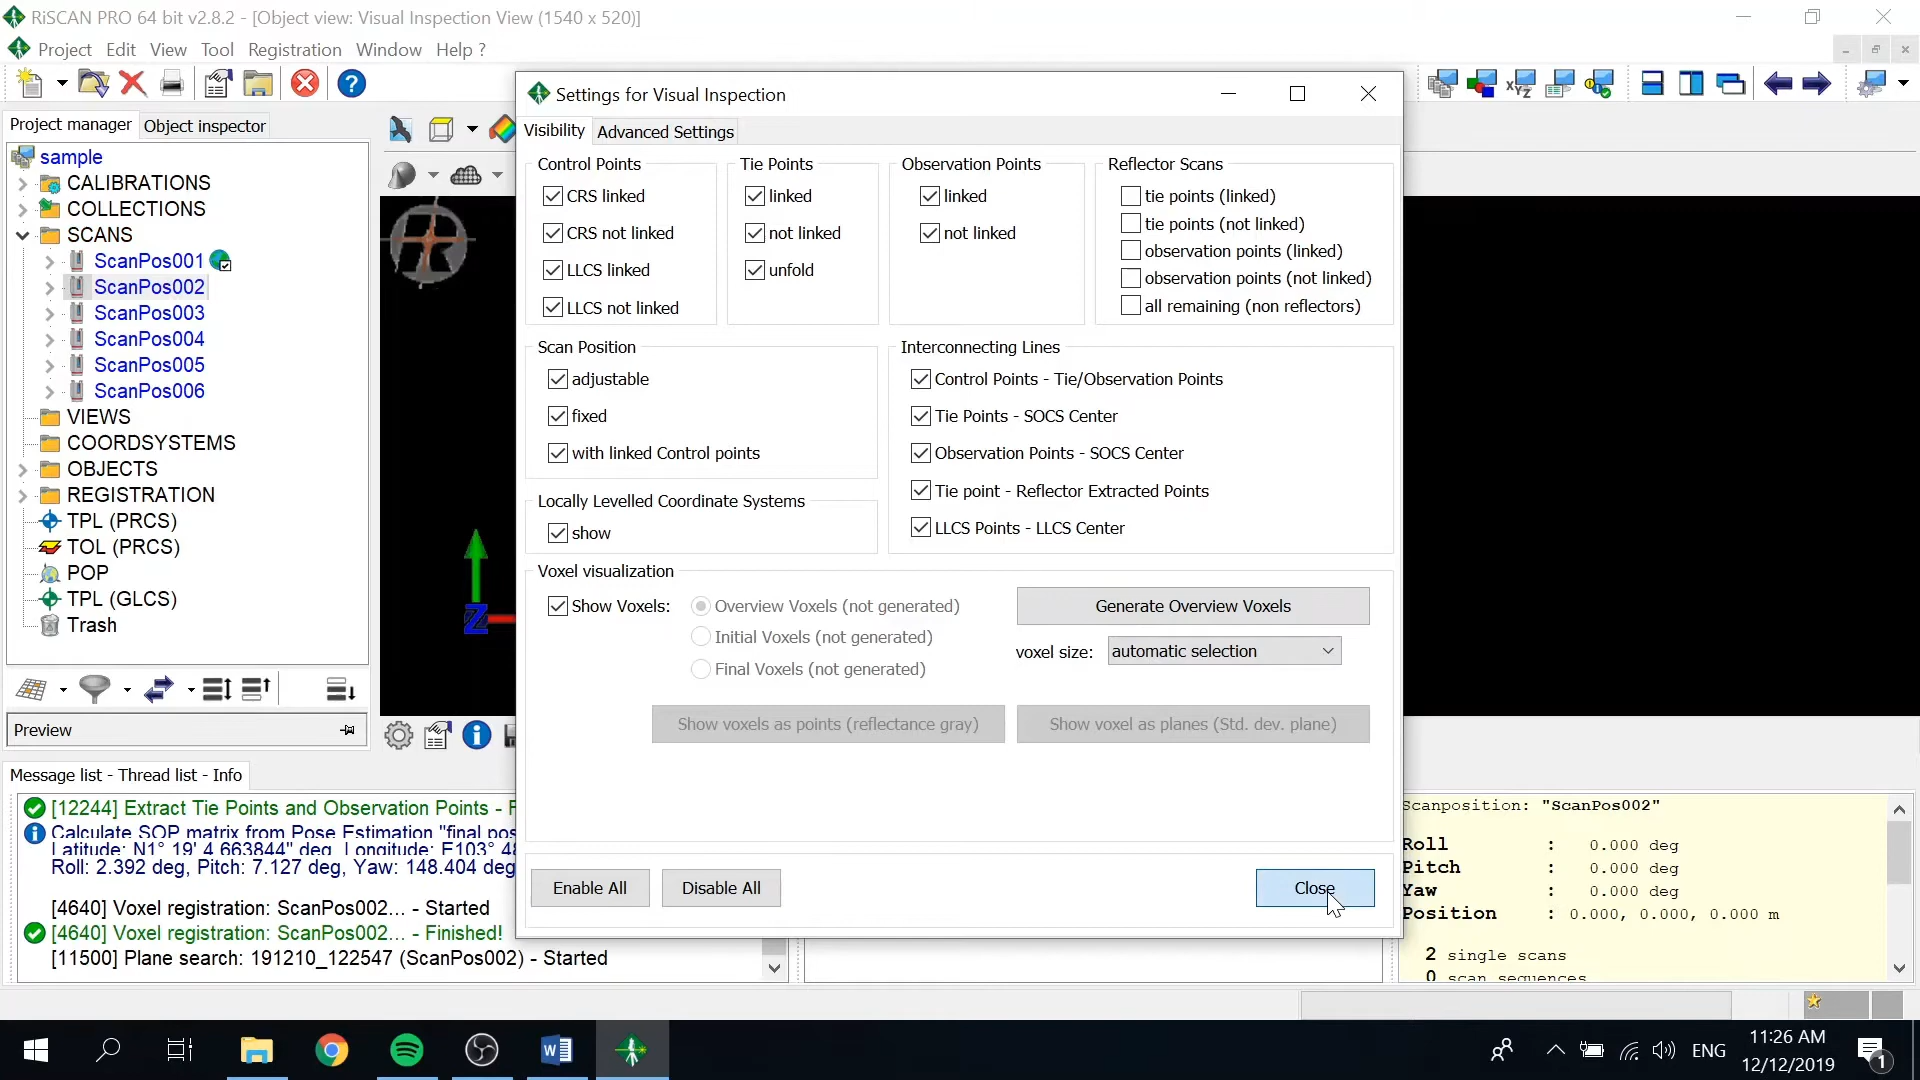 RiSCAN PRO 64 bit v2.8.2 - [Object view: Visual Inspection View (1540 x 520)]
Project Edit View Tool Registration Window Help ?
Project manager Object inspector
sample
CALIBRATIONS
COLLECTIONS
SCANS
ScanPos001
ScanPos002
ScanPos003
ScanPos004
ScanPos005
ScanPos006
VIEWS
COORDSYSTEMS
OBJECTS
REGISTRATION
TPL (PRCS)
TOL (PRCS)
POP
TPL (GLCS)
Trash
Preview
Z
Settings for Visual Inspection
Visibility Advanced Settings
Control Points
CRS linked
CRS not linked
LLCS linked
LLCS not linked
Tie Points
linked
not linked
unfold
Observation Points
linked
not linked
Reflector Scans
tie points (linked)
tie points (not linked)
observation points (linked)
observation points (not linked)
all remaining (non reflectors)
Scan Position
adjustable
fixed
with linked Control points
Interconnecting Lines
Control Points - Tie/Observation Points
Tie Points - SOCS Center
Observation Points - SOCS Center
Tie point - Reflector Extracted Points
LLCS Points - LLCS Center
Locally Levelled Coordinate Systems
show
Voxel visualization
Show Voxels:
Overview Voxels (not generated)
Initial Voxels (not generated)
Final Voxels (not generated)
Generate Overview Voxels
voxel size: automatic selection
Show voxels as points (reflectance gray)
Show voxel as planes (Std. dev. plane)
Enable All
Disable All
Close
Message list - Thread list - Info
[12244] Extract Tie Points and Observation Points - F
Calculate SOP matrix from Pose Estimation "final pos
Latitude: N1° 19' 4.663844" deg, Longitude: E103° 48
Roll: 2.392 deg, Pitch: 7.127 deg, Yaw: 148.404 deg
[4640] Voxel registration: ScanPos002... - Started
[4640] Voxel registration: ScanPos002... - Finished!
[11500] Plane search: 191210_122547 (ScanPos002) - Started
Scanposition: "ScanPos002"
Roll : 0.000 deg
Pitch : 0.000 deg
Yaw : 0.000 deg
Position : 0.000, 0.000, 0.000 m
2 single scans
0 scan sequences
ENG
11:26 AM
12/12/2019
1